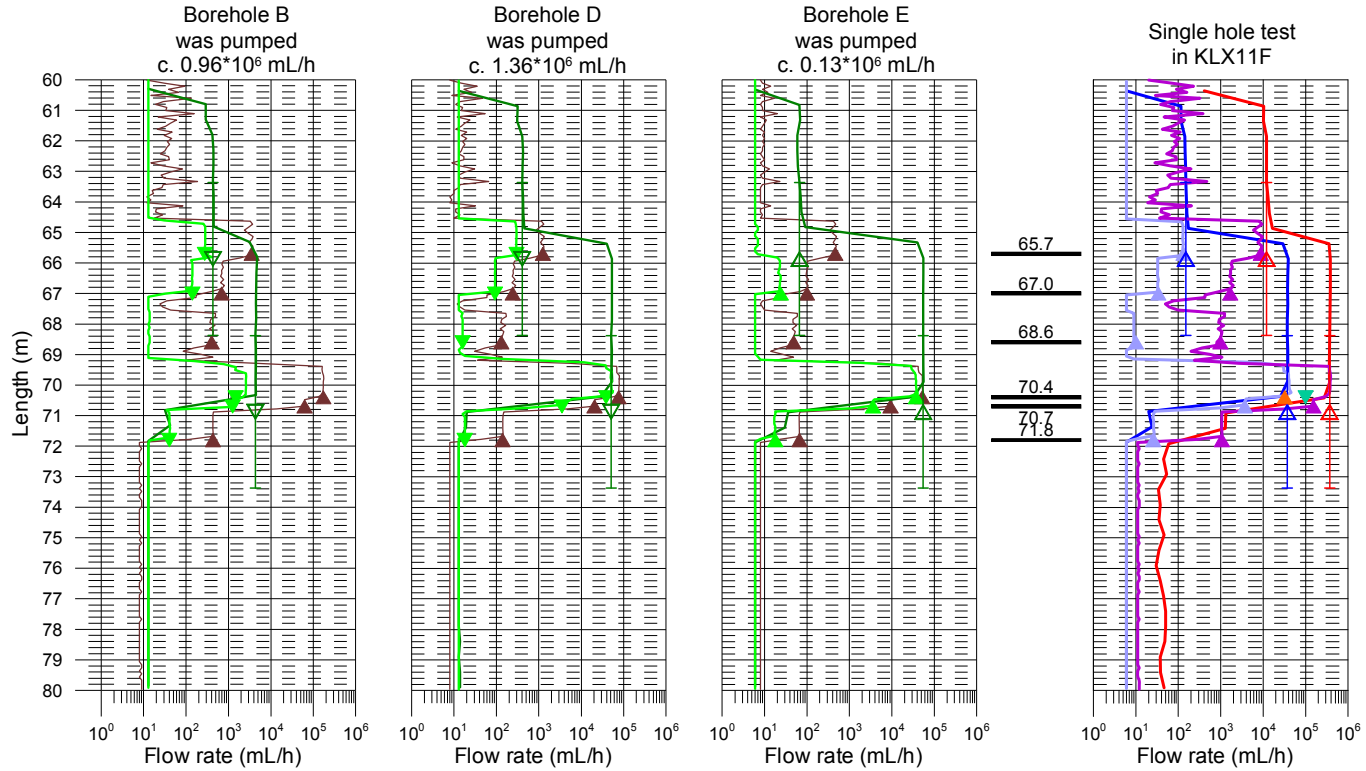 Borehole B
was pumped
c. 0.96*10⁶ mL/h
Borehole D
was pumped
c. 1.36*10⁶ mL/h
Borehole E
was pumped
c. 0.13*10⁶ mL/h
Single hole test
in KLX11F
Length (m)
60
61
62
63
64
65
66
67
68
69
70
71
72
73
74
75
76
77
78
79
80
65.7
67.0
68.6
70.4
70.7
71.8
10⁰ 10¹ 10² 10³ 10⁴ 10⁵ 10⁶
Flow rate (mL/h)
10⁰ 10¹ 10² 10³ 10⁴ 10⁵ 10⁶
Flow rate (mL/h)
10⁰ 10¹ 10² 10³ 10⁴ 10⁵ 10⁶
Flow rate (mL/h)
10⁰ 10¹ 10² 10³ 10⁴ 10⁵ 10⁶
Flow rate (mL/h)